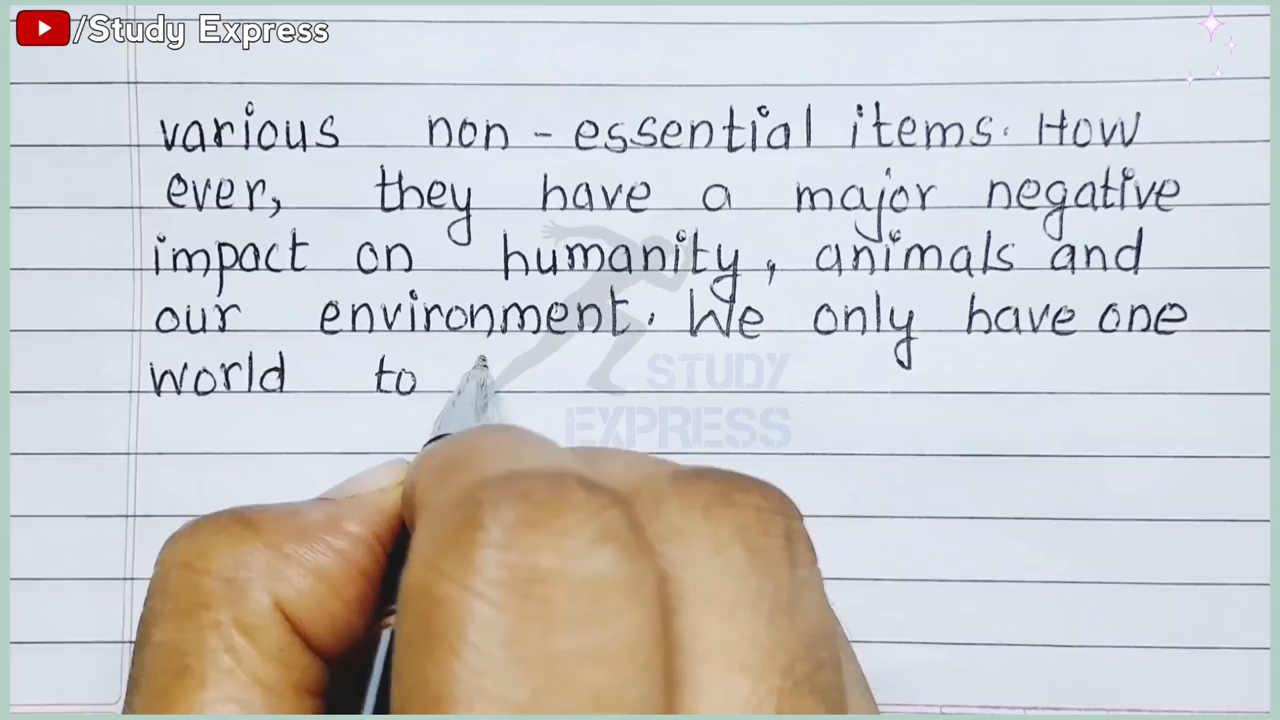 /Study Express
various non-essential items. How
ever, they have a major negative
impact on humanity, animals and
our environment. We only have one
world to
STUDY
EXPRESS